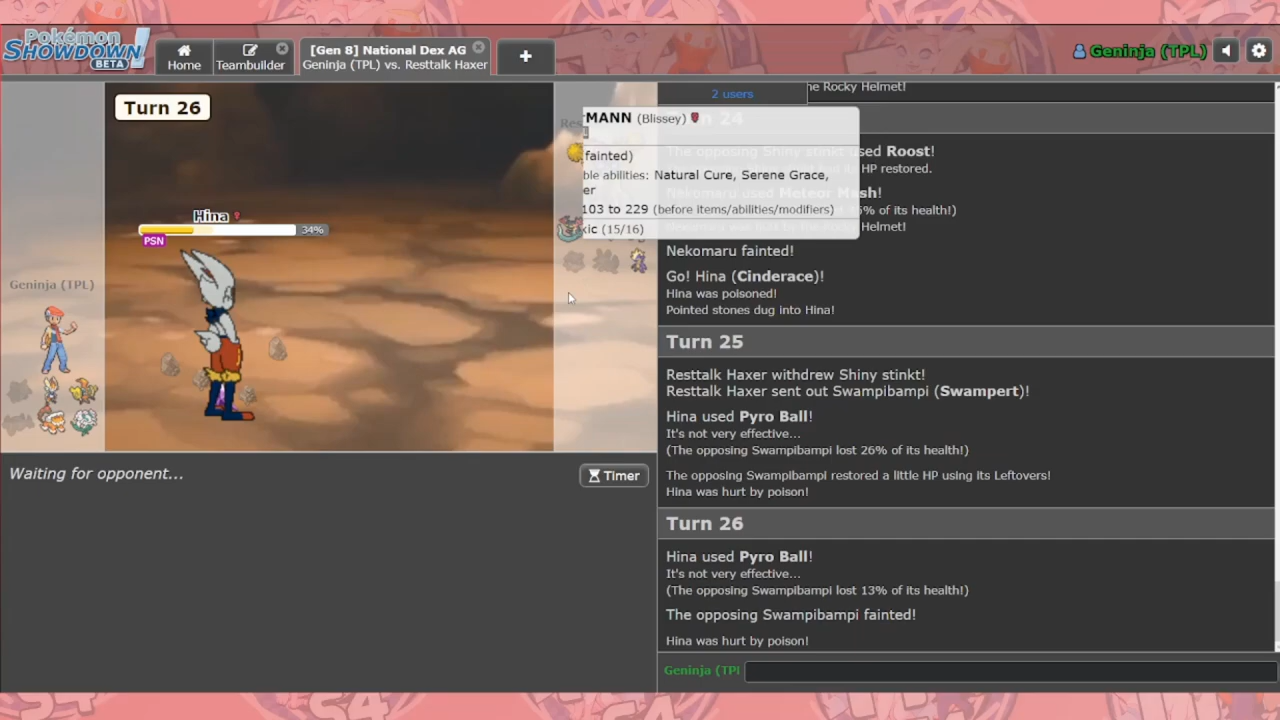 Pokémon
SHOWDOWN!
BETA
Home
Teambuilder
[Gen 8] National Dex AG
Geninja (TPL) vs. Resttalk Haxer
+
Geninja (TPL)
Turn 26
Hina
34%
PSN
Geninja (TPL)
MANN (Blissey)
fainted)
ble abilities: Natural Cure, Serene Grace,
er
103 to 229 (before items/abilities/modifiers)
kic (15/16)
Waiting for opponent...
Timer
2 users
he Rocky Helmet!
The opposing Shiny stinkt used Roost!
HP restored.
Nekomaru used Meteor Mash!
of its health!)
Rocky Helmet!
Nekomaru fainted!
Go! Hina (Cinderace)!
Hina was poisoned!
Pointed stones dug into Hina!
Turn 25
Resttalk Haxer withdrew Shiny stinkt!
Resttalk Haxer sent out Swampibampi (Swampert)!
Hina used Pyro Ball!
It's not very effective...
(The opposing Swampibampi lost 26% of its health!)
The opposing Swampibampi restored a little HP using its Leftovers!
Hina was hurt by poison!
Turn 26
Hina used Pyro Ball!
It's not very effective...
(The opposing Swampibampi lost 13% of its health!)
The opposing Swampibampi fainted!
Hina was hurt by poison!
Geninja (TPl